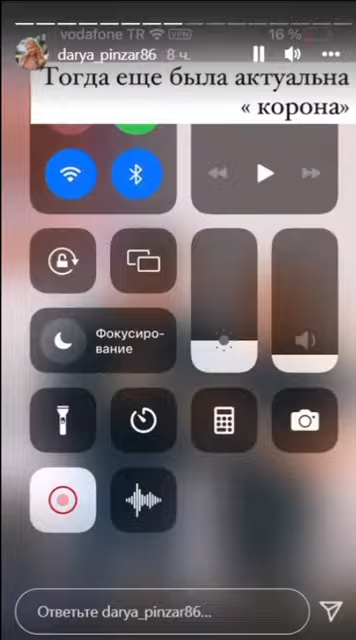 vodafone TR VPN 16 %
darya_pinzar86 8 ч.
Тогда еще была актуальна
« корона»
Фокусиро-
вание
Ответьте darya_pinzar86...